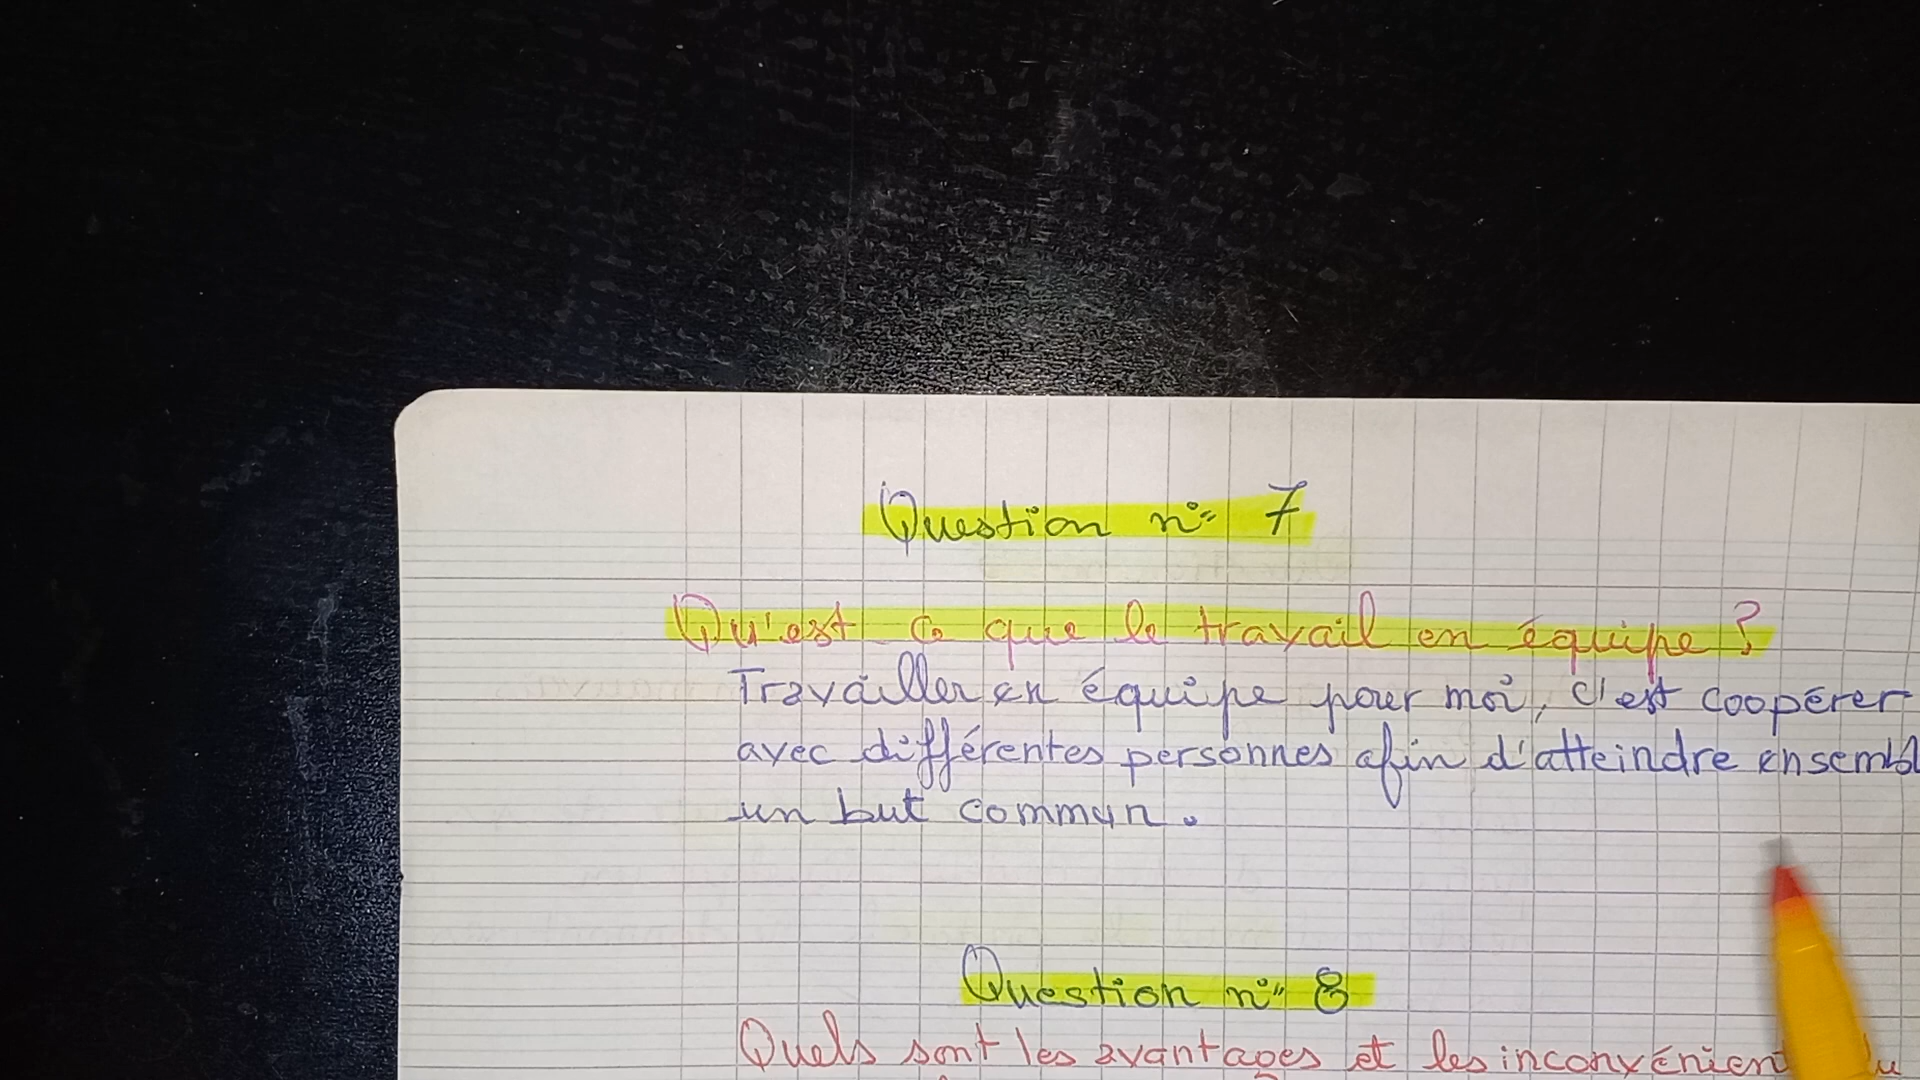 Question n° 7
Qu'est ce que le travail en équipe ?
Travailler en équipe pour moi, c'est coopérer
avec différentes personnes afin d'atteindre ensembl
un but commun.
Question n° 8
Quels sont les avantages et les inconvénient